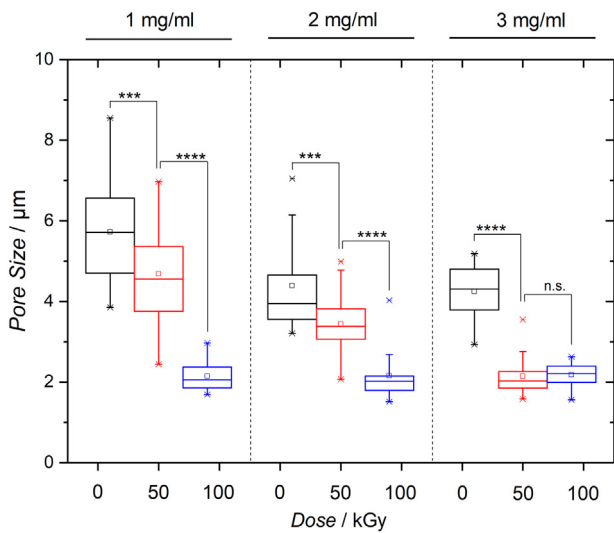 1 mg/ml 2 mg/ml 3 mg/ml
10
8
6
4
2
0
Pore Size / µm
*** ****
*** ****
**** n.s.
0 50 100 0 50 100 0 50 100
Dose / kGy